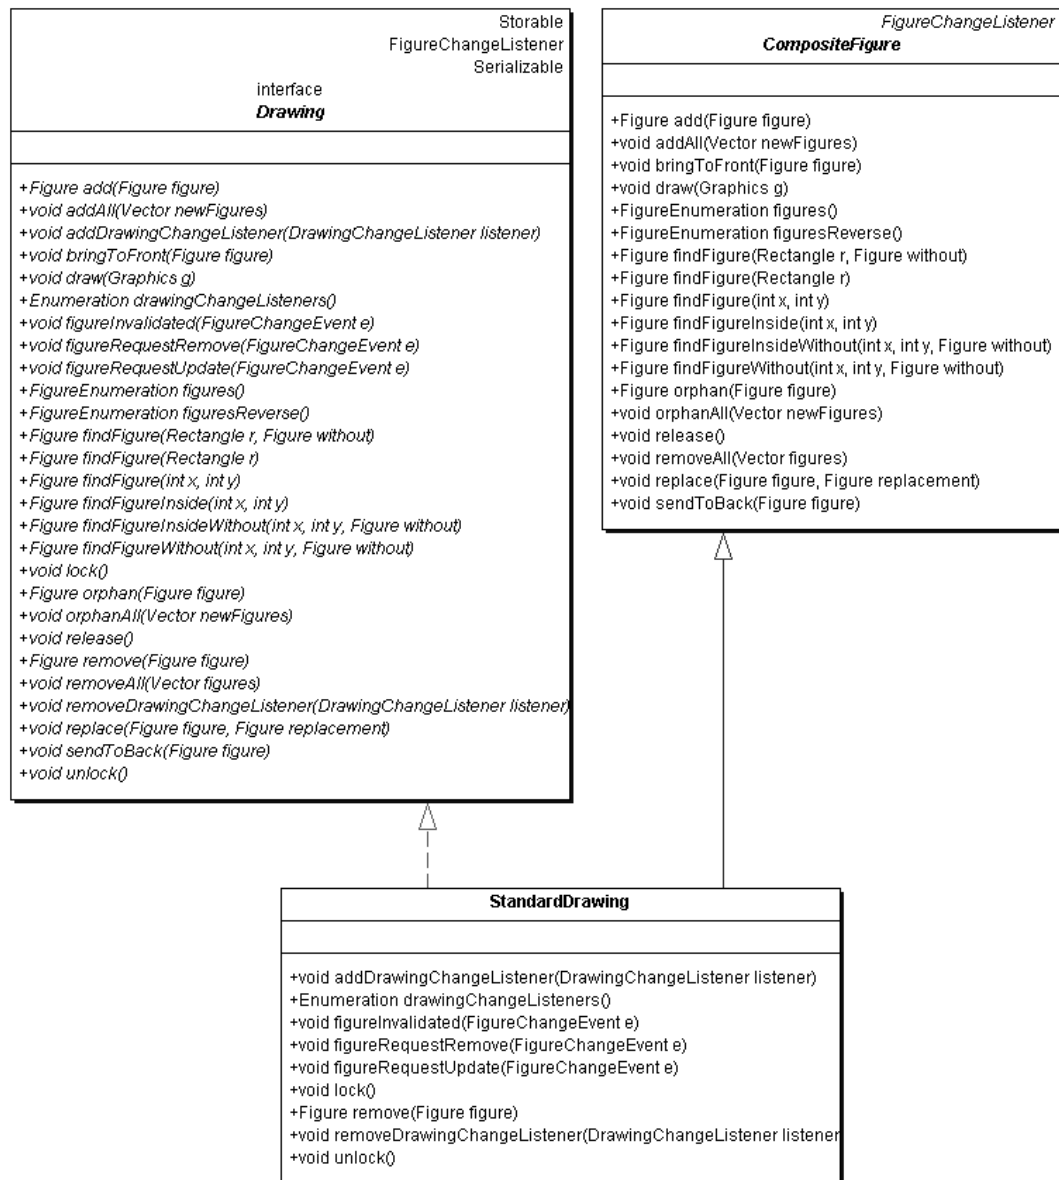 Storable
FigureChangeListener
Serializable
interface
Drawing
+Figure add(Figure figure)
+void addAll(Vector newFigures)
+void addDrawingChangeListener(DrawingChangeListener listener)
+void bringToFront(Figure figure)
+void draw(Graphics g)
+Enumeration drawingChangeListeners()
+void figureInvalidated(FigureChangeEvent e)
+void figureRequestRemove(FigureChangeEvent e)
+void figureRequestUpdate(FigureChangeEvent e)
+FigureEnumeration figures()
+FigureEnumeration figuresReverse()
+Figure findFigure(Rectangle r, Figure without)
+Figure findFigure(Rectangle r)
+Figure findFigure(int x, int y)
+Figure findFigureInside(int x, int y)
+Figure findFigureInsideWithout(int x, int y, Figure without)
+Figure findFigureWithout(int x, int y, Figure without)
+void lock()
+Figure orphan(Figure figure)
+void orphanAll(Vector newFigures)
+void release()
+Figure remove(Figure figure)
+void removeAll(Vector figures)
+void removeDrawingChangeListener(DrawingChangeListener listener)
+void replace(Figure figure, Figure replacement)
+void sendToBack(Figure figure)
+void unlock()
FigureChangeListener
CompositeFigure
+Figure add(Figure figure)
+void addAll(Vector newFigures)
+void bringToFront(Figure figure)
+void draw(Graphics g)
+FigureEnumeration figures()
+FigureEnumeration figuresReverse()
+Figure findFigure(Rectangle r, Figure without)
+Figure findFigure(Rectangle r)
+Figure findFigure(int x, int y)
+Figure findFigureInside(int x, int y)
+Figure findFigureInsideWithout(int x, int y, Figure without)
+Figure findFigureWithout(int x, int y, Figure without)
+Figure orphan(Figure figure)
+void orphanAll(Vector newFigures)
+void release()
+void removeAll(Vector figures)
+void replace(Figure figure, Figure replacement)
+void sendToBack(Figure figure)
StandardDrawing
+void addDrawingChangeListener(DrawingChangeListener listener)
+Enumeration drawingChangeListeners()
+void figureInvalidated(FigureChangeEvent e)
+void figureRequestRemove(FigureChangeEvent e)
+void figureRequestUpdate(FigureChangeEvent e)
+void lock()
+Figure remove(Figure figure)
+void removeDrawingChangeListener(DrawingChangeListener listener
+void unlock()